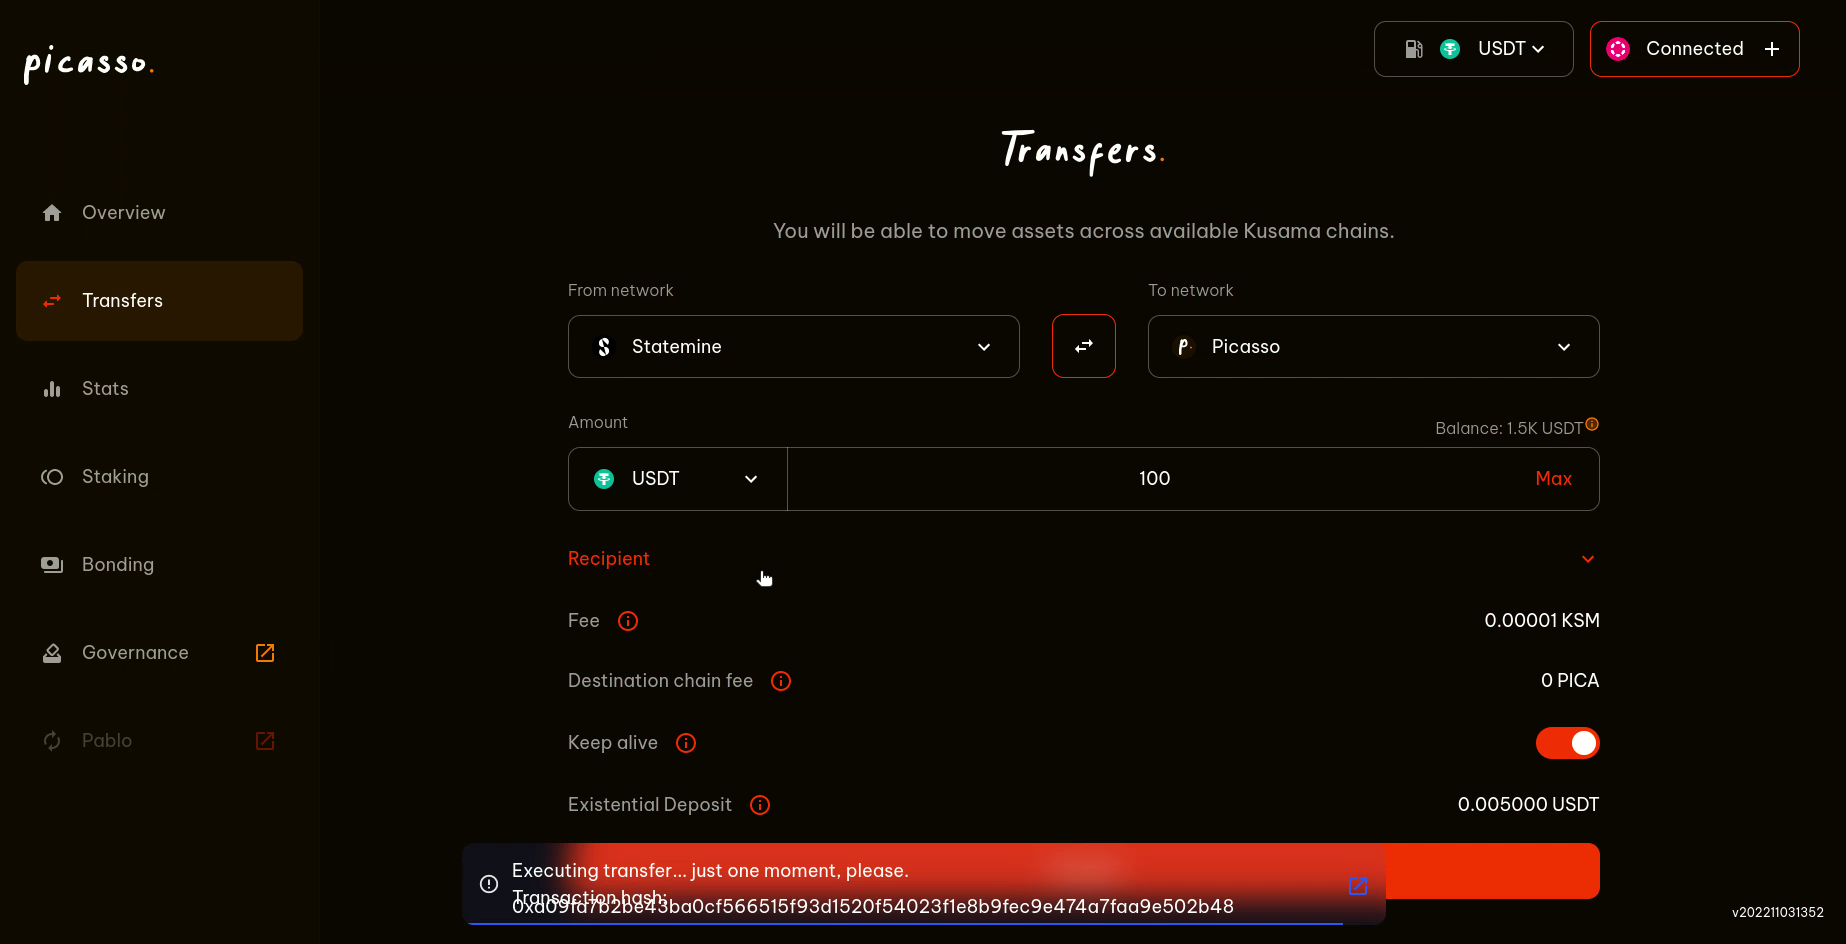 picasso.
USDT
Connected
Transfers.
Overview
You will be able to move assets across available Kusama chains.
Transfers
From network
To network
Statemine
Picasso
Stats
Amount
Balance: 1.5K USDT
USDT
100
Max
Staking
Recipient
Bonding
Fee
0.00001 KSM
Governance
Destination chain fee
0 PICA
Pablo
Keep alive
Existential Deposit
0.005000 USDT
Executing transfer... just one moment, please.
Transaction hash:
0xa09fa7b2be43ba0cf566515f93d1520f54023f1e8b9fec9e474a7faa9e502b48
v202211031352